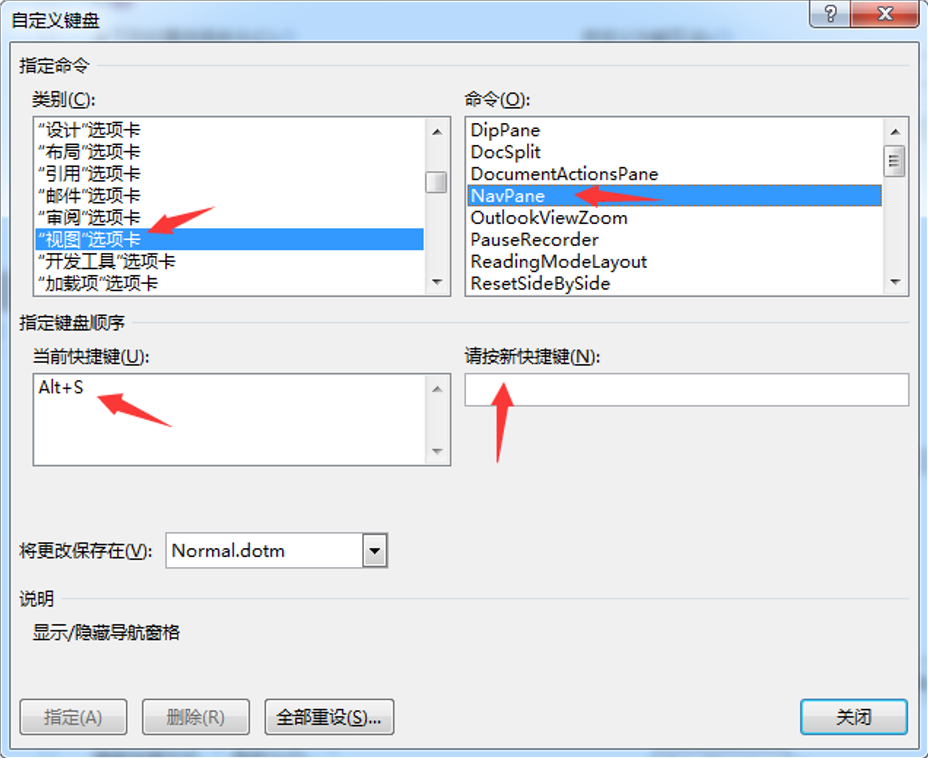 自定义键盘
指定命令
类别(C):
命令(O):
“设计”选项卡
“布局”选项卡
“引用”选项卡
“邮件”选项卡
“审阅”选项卡
“视图”选项卡
“开发工具”选项卡
“加载项”选项卡
DipPane
DocSplit
DocumentActionsPane
NavPane
OutlookViewZoom
PauseRecorder
ReadingModeLayout
ResetSideBySide
指定键盘顺序
当前快捷键(U):
请按新快捷键(N):
Alt+S
将更改保存在(V):
Normal.dotm
说明
显示/隐藏导航窗格
指定(A)
删除(R)
全部重设(S)...
关闭